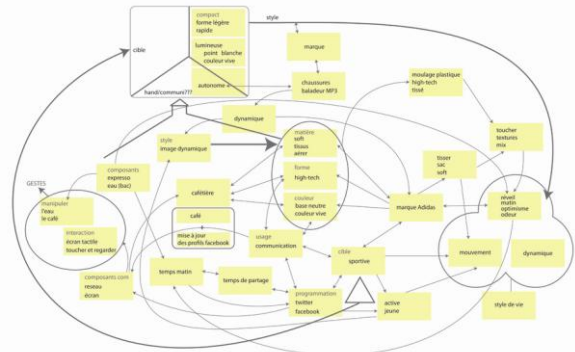 compact
forme légère
rapide
style
lumineuse
point blanche
couleur vive
cible
autonome +
hand/communs???
marque
chaussures
baladeur MP3
moulage plastique
high-tech
tissé
dynamique
style
image dynamique
matière
soft
tissus
aimer
toucher
textures
mix
tisser
sac
soft
composants
expresso
eau (bac)
forme
high-tech
GESTES
manipuler
l'eau
le café
cafétière
couleur
base neutre
couleur vive
marque Adidas
réveil
matin
optimisme
odeur
café
mise à jour
des profils facebook
interaction
écran tactile
toucher et regarder
usage
communication
cible
sportive
mouvement
dynamique
composants com
reseau
écran
temps matin
temps de partage
programmation
twitter
facebook
active
jeune
style de vie